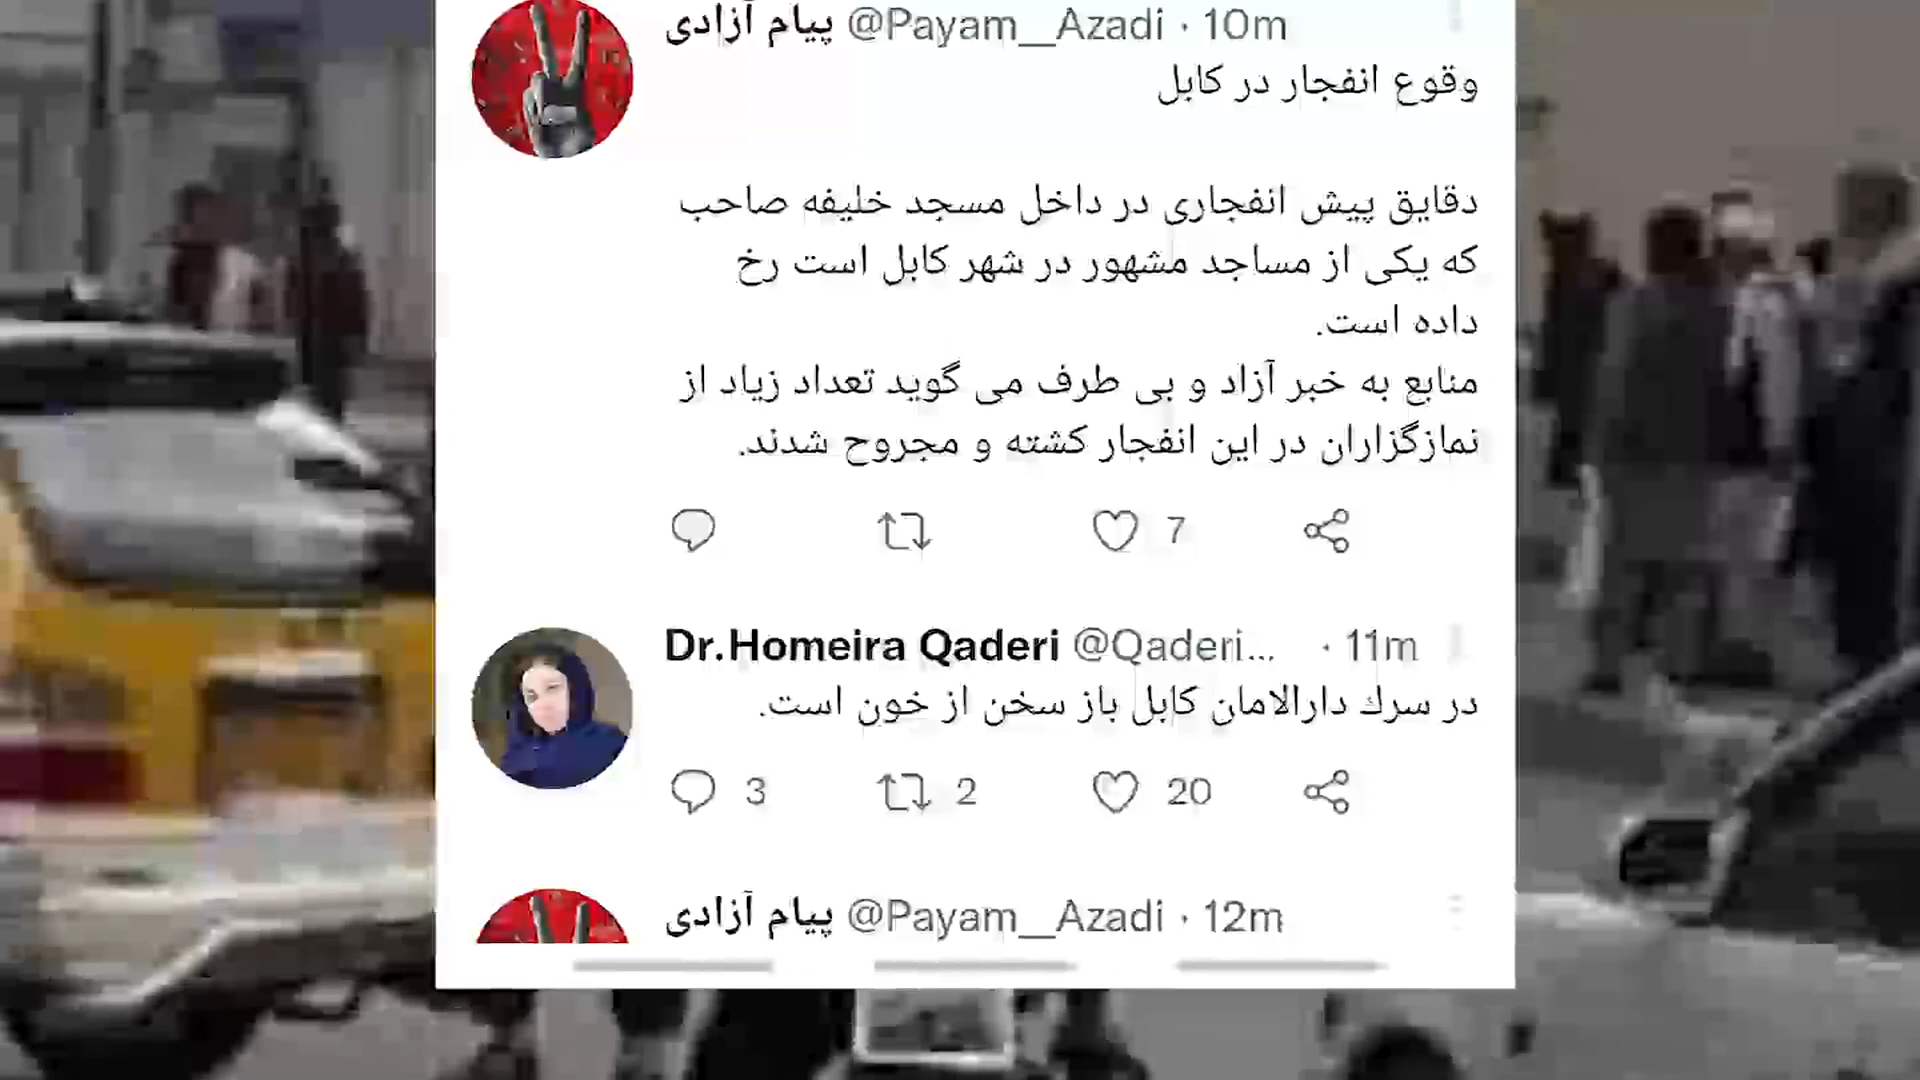 پیام آزادی @Payam__Azadi · 10m
وقوع انفجار در کابل
دقایق پیش انفجاری در داخل مسجد خلیفه صاحب
که یکی از مساجد مشهور در شهر کابل است رخ
داده است.
منابع به خبر آزاد و بی طرف می گوید تعداد زیاد از
نمازگزاران در این انفجار کشته و مجروح شدند.
7
Dr.Homeira Qaderi @Qaderi... · 11m
در سرك دارالامان کابل باز سخن از خون است.
3 2 20
پیام آزادی @Payam__Azadi · 12m